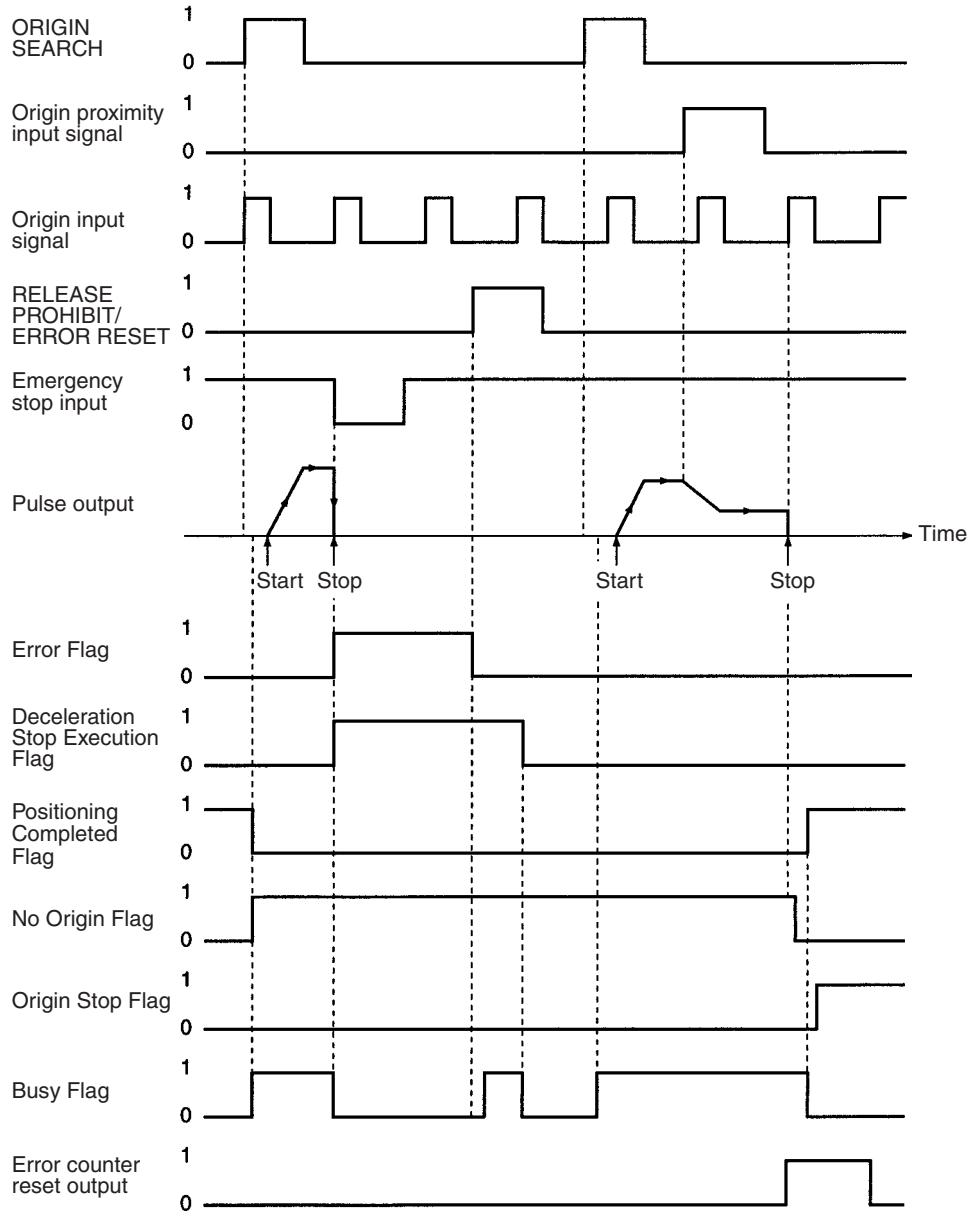 1
ORIGIN
SEARCH
0
1
Origin proximity
input signal
0
1
Origin input
signal
0
1
RELEASE
PROHIBIT/
ERROR RESET
0
Emergency
stop input
1
0
Pulse output
Time
Start Stop Start Stop
1
Error Flag
0
Deceleration
Stop Execution
Flag
1
0
Positioning
Completed
Flag
1
0
1
No Origin Flag
0
1
Origin Stop Flag
0
1
Busy Flag
0
1
Error counter
reset output
0